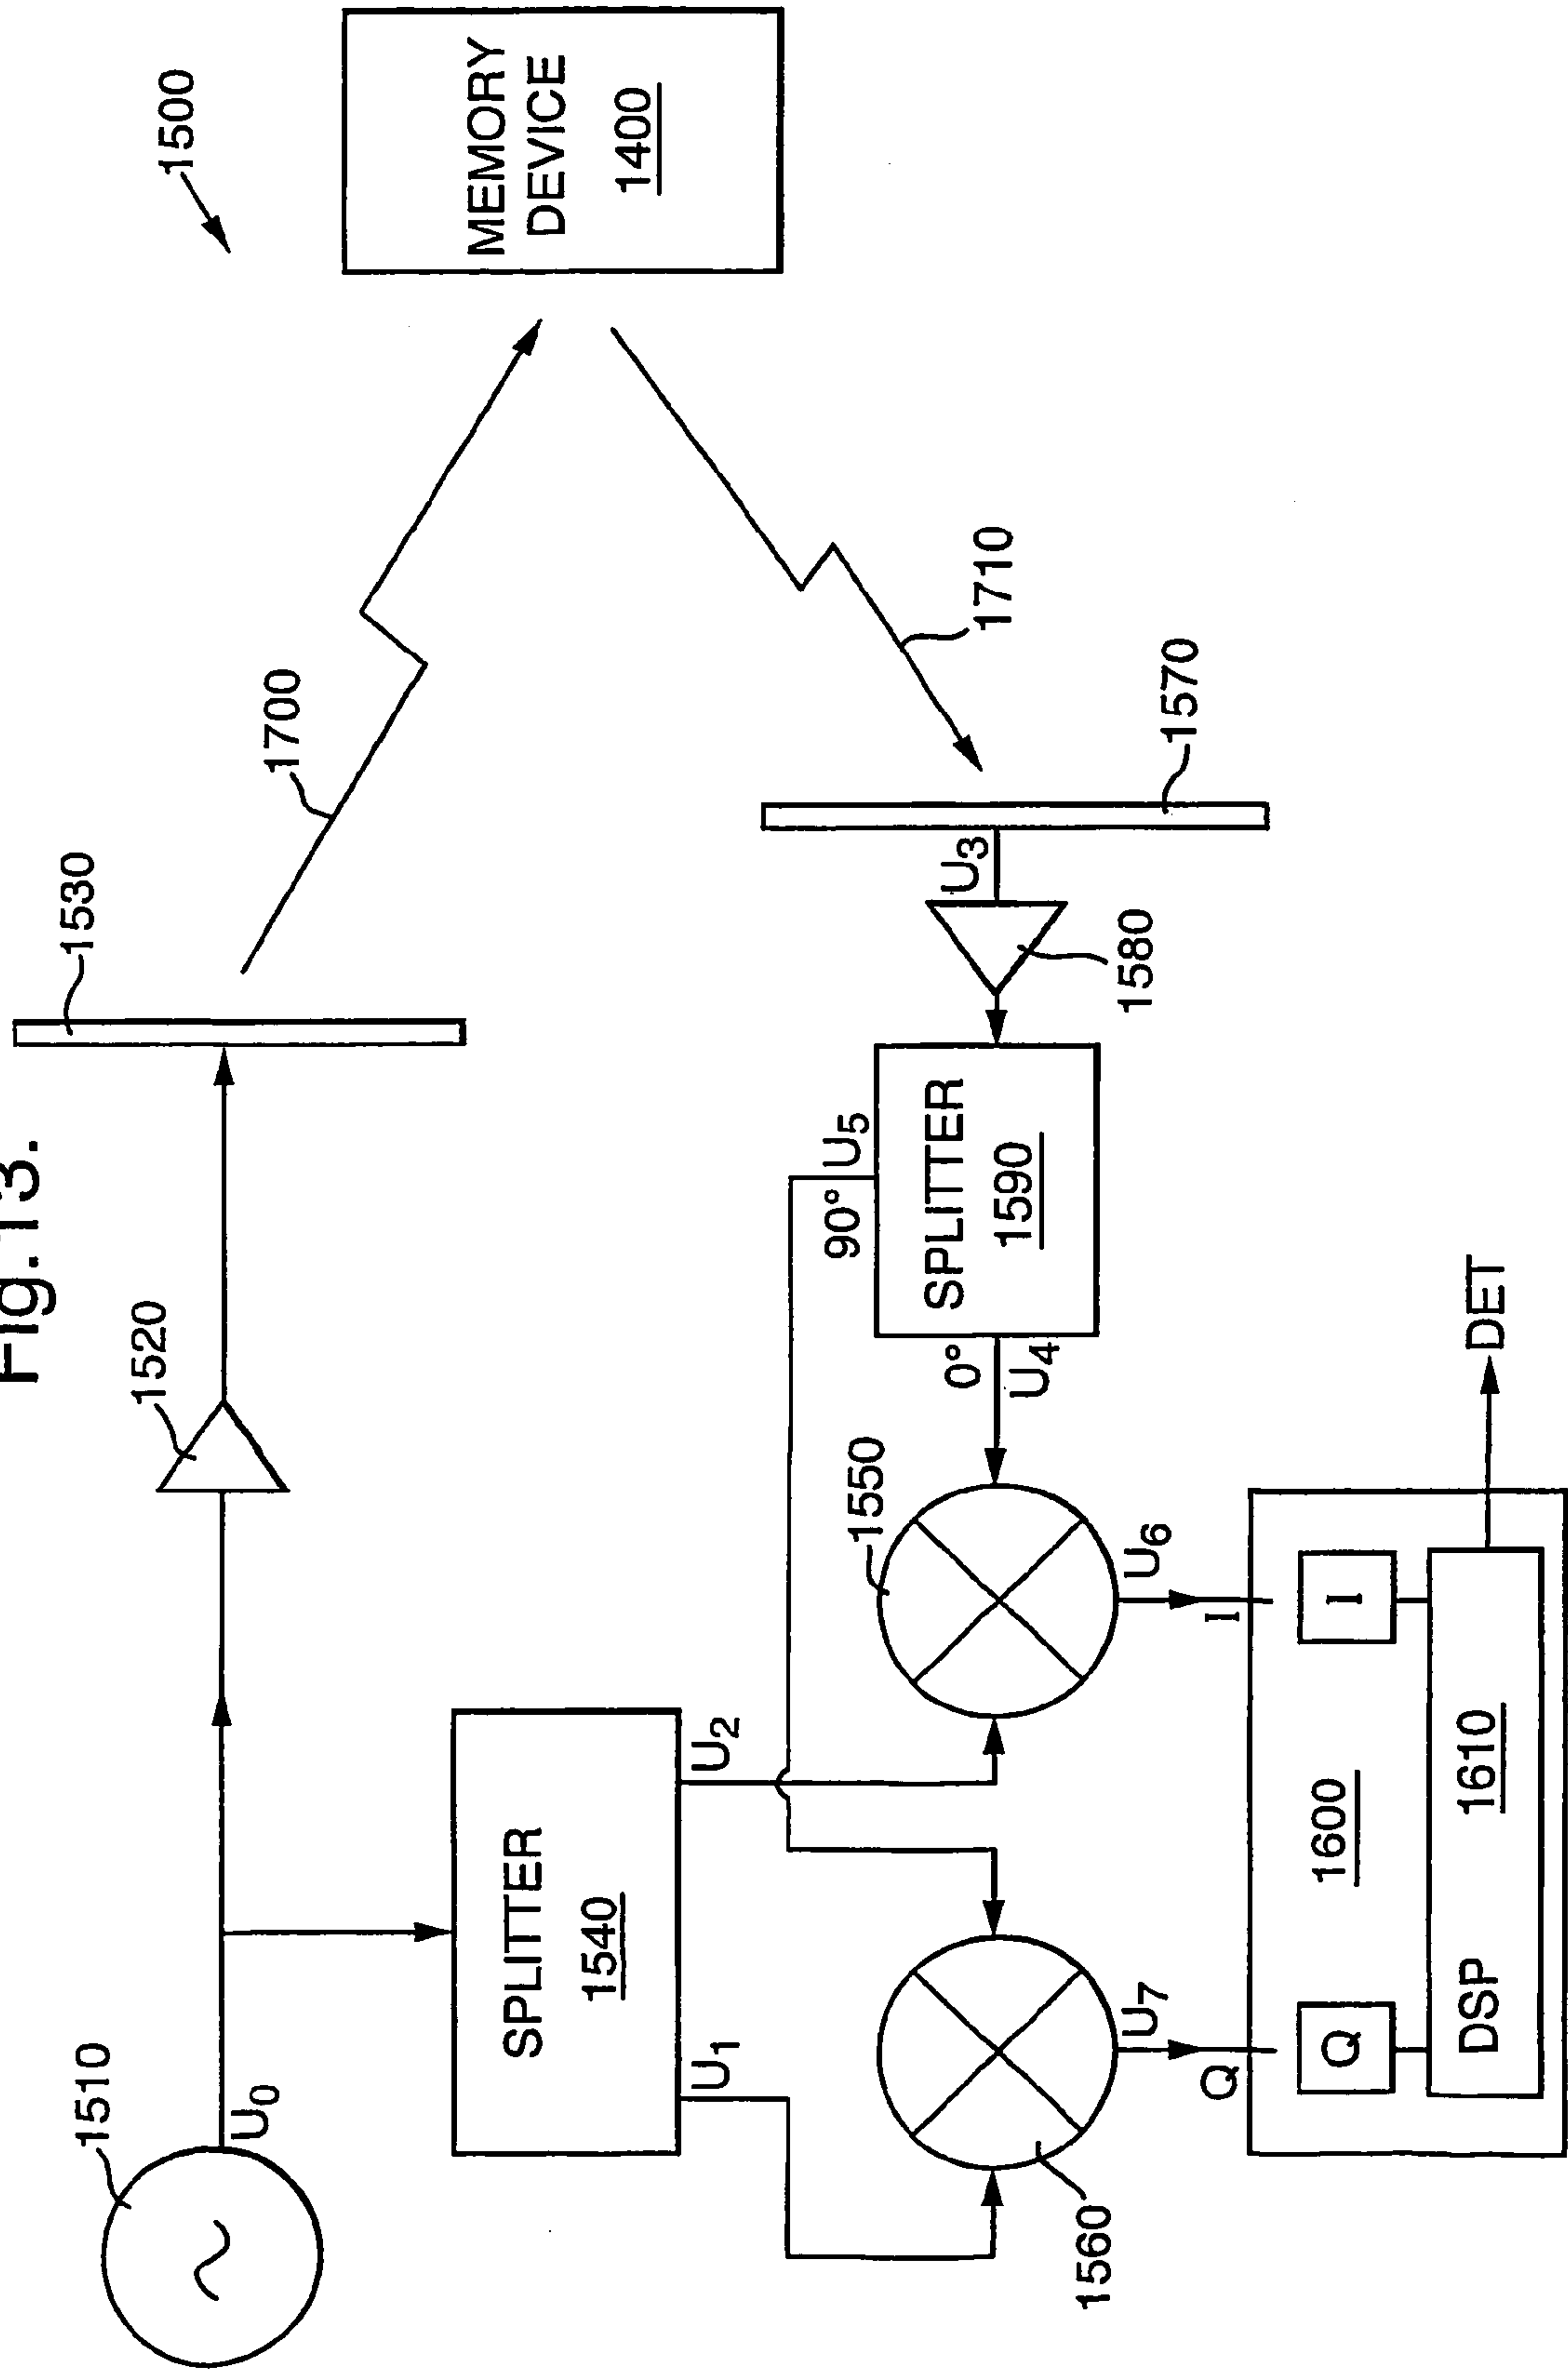 Fig.13.
1500
1510
U0
1520
1530
1700
MEMORY
DEVICE
1400
SPLITTER
1540
U1
U2
1710
1570
U3
1580
SPLITTER
1590
90°
U5
0°
U4
1550
1560
U6
I
U7
Q
1600
I
Q
DSP
1610
DET